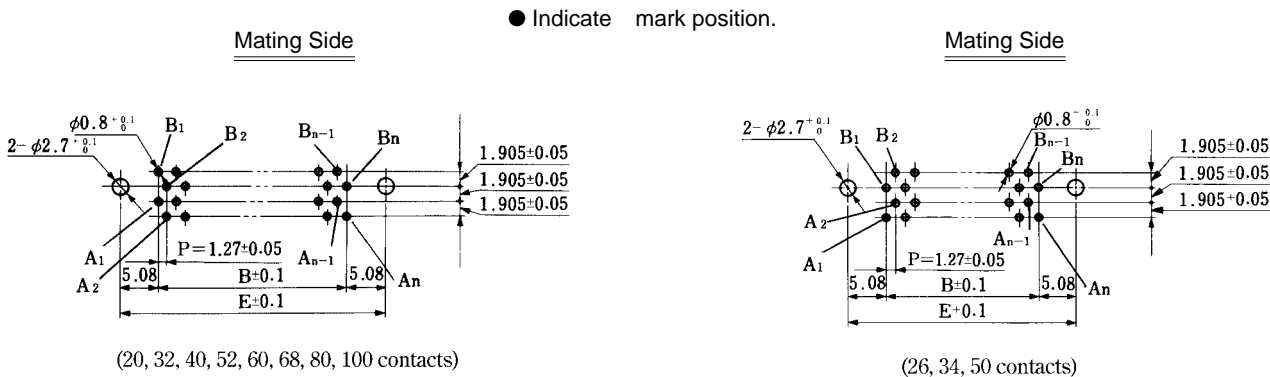 ● Indicate mark position.
Mating Side
φ0.8 +0.1 0
2-φ2.7 +0.1 0
B1
B2
Bn-1
Bn
1.905±0.05
1.905±0.05
1.905±0.05
A1
A2
P=1.27±0.05
An-1
An
5.08
B±0.1
5.08
E±0.1
(20, 32, 40, 52, 60, 68, 80, 100 contacts)
Mating Side
2-φ2.7 +0.1 0
B1
B2
φ0.8 +0.1 0
Bn-1
Bn
1.905±0.05
1.905±0.05
1.905+0.05
A2
A1
An-1
P=1.27±0.05
An
5.08
B±0.1
5.08
E+0.1
(26, 34, 50 contacts)